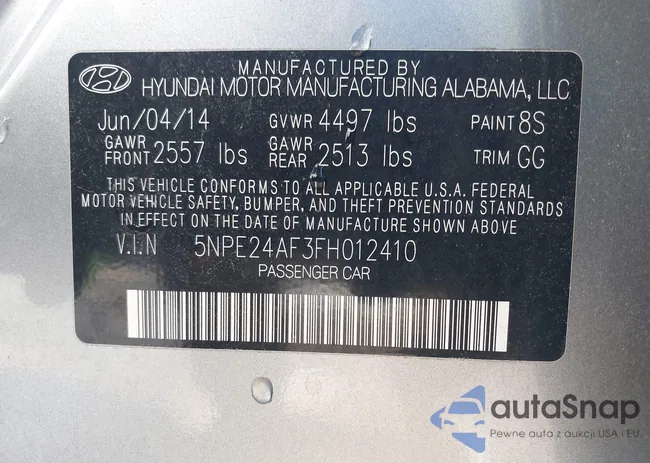 MANUFACTURED BY
HYUNDAI MOTOR MANUFACTURING ALABAMA, LLC
Jun/04/14 GVWR 4497 lbs PAINT 8S
GAWR FRONT 2557 lbs GAWR REAR 2513 lbs TRIM GG
THIS VEHICLE CONFORMS TO ALL APPLICABLE U.S.A. FEDERAL
MOTOR VEHICLE SAFETY, BUMPER, AND THEFT PREVENTION STANDARDS
IN EFFECT ON THE DATE OF MANUFACTURE SHOWN ABOVE.
V.I.N 5NPE24AF3FH012410
PASSENGER CAR
autaSnap
Pewne auta z aukcji USA i EU.